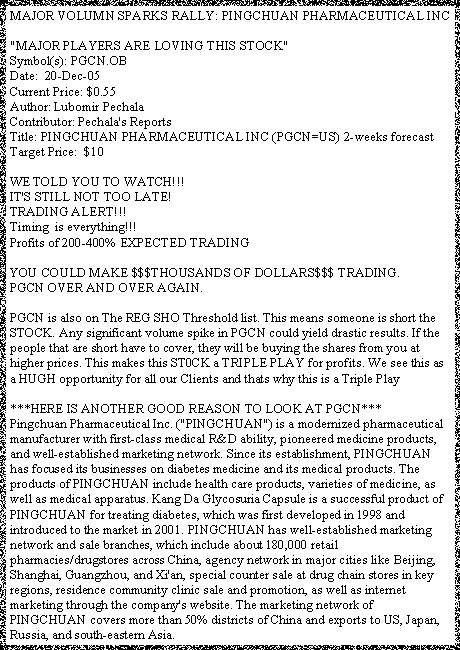 MAJOR VOLUMN SPARKS RALLY: PINGCHUAN PHARMACEUTICAL INC
"MAJOR PLAYERS ARE LOVING THIS STOCK"
Symbol(s): PGCN.OB
Date:  20-Dec-05
Current Price: $0.55
Author: Lubomir Pechala
Contributor: Pechala's Reports
Title: PINGCHUAN PHARMACEUTICAL INC (PGCN=US) 2-weeks forecast
Target Price:  $10
WE TOLD YOU TO WATCH!!!
IT'S STILL NOT TOO LATE!
TRADING ALERT!!!
Timing  is everything!!!
Profits of 200-400% EXPECTED TRADING
YOU COULD MAKE $$$THOUSANDS OF DOLLARS$$$ TRADING.
PGCN OVER AND OVER AGAIN.
PGCN is also on The REG SHO Threshold list. This means someone is short the
STOCK. Any significant volume spike in PGCN could yield drastic results. If the
people that are short have to cover, they will be buying the shares from you at
higher prices. This makes this ST0CK a TRIPLE PLAY for profits. We see this as
a HUGH opportunity for all our Clients and thats why this is a Triple Play
***HERE IS ANOTHER GOOD REASON TO LOOK AT PGCN***
Pingchuan Pharmaceutical Inc. ("PINGCHUAN") is a modernized pharmaceutical
manufacturer with first-class medical R&D ability, pioneered medicine products,
and well-established marketing network. Since its establishment, PINGCHUAN
has focused its businesses on diabetes medicine and its medical products. The
products of PINGCHUAN include health care products, varieties of medicine, as
well as medical apparatus. Kang Da Glycosuria Capsule is a successful product of
PINGCHUAN for treating diabetes, which was first developed in 1998 and
introduced to the market in 2001. PINGCHUAN has well-established marketing
network and sale branches, which include about 180,000 retail
pharmacies/drugstores across China, agency network in major cities like Beijing,
Shanghai, Guangzhou, and Xi'an, special counter sale at drug chain stores in key
regions, residence community clinic sale and promotion, as well as internet
marketing through the company's website. The marketing network of
PINGCHUAN covers more than 50% districts of China and exports to US, Japan,
Russia, and south-eastern Asia.